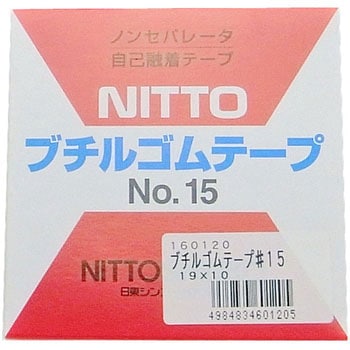 ノンセパレータ
自己融着テープ
NITTO
ブチルゴムテープ
No.15
160120
ブチルゴムテープ#15
19×10
NITTO
日東シン
4984834601205